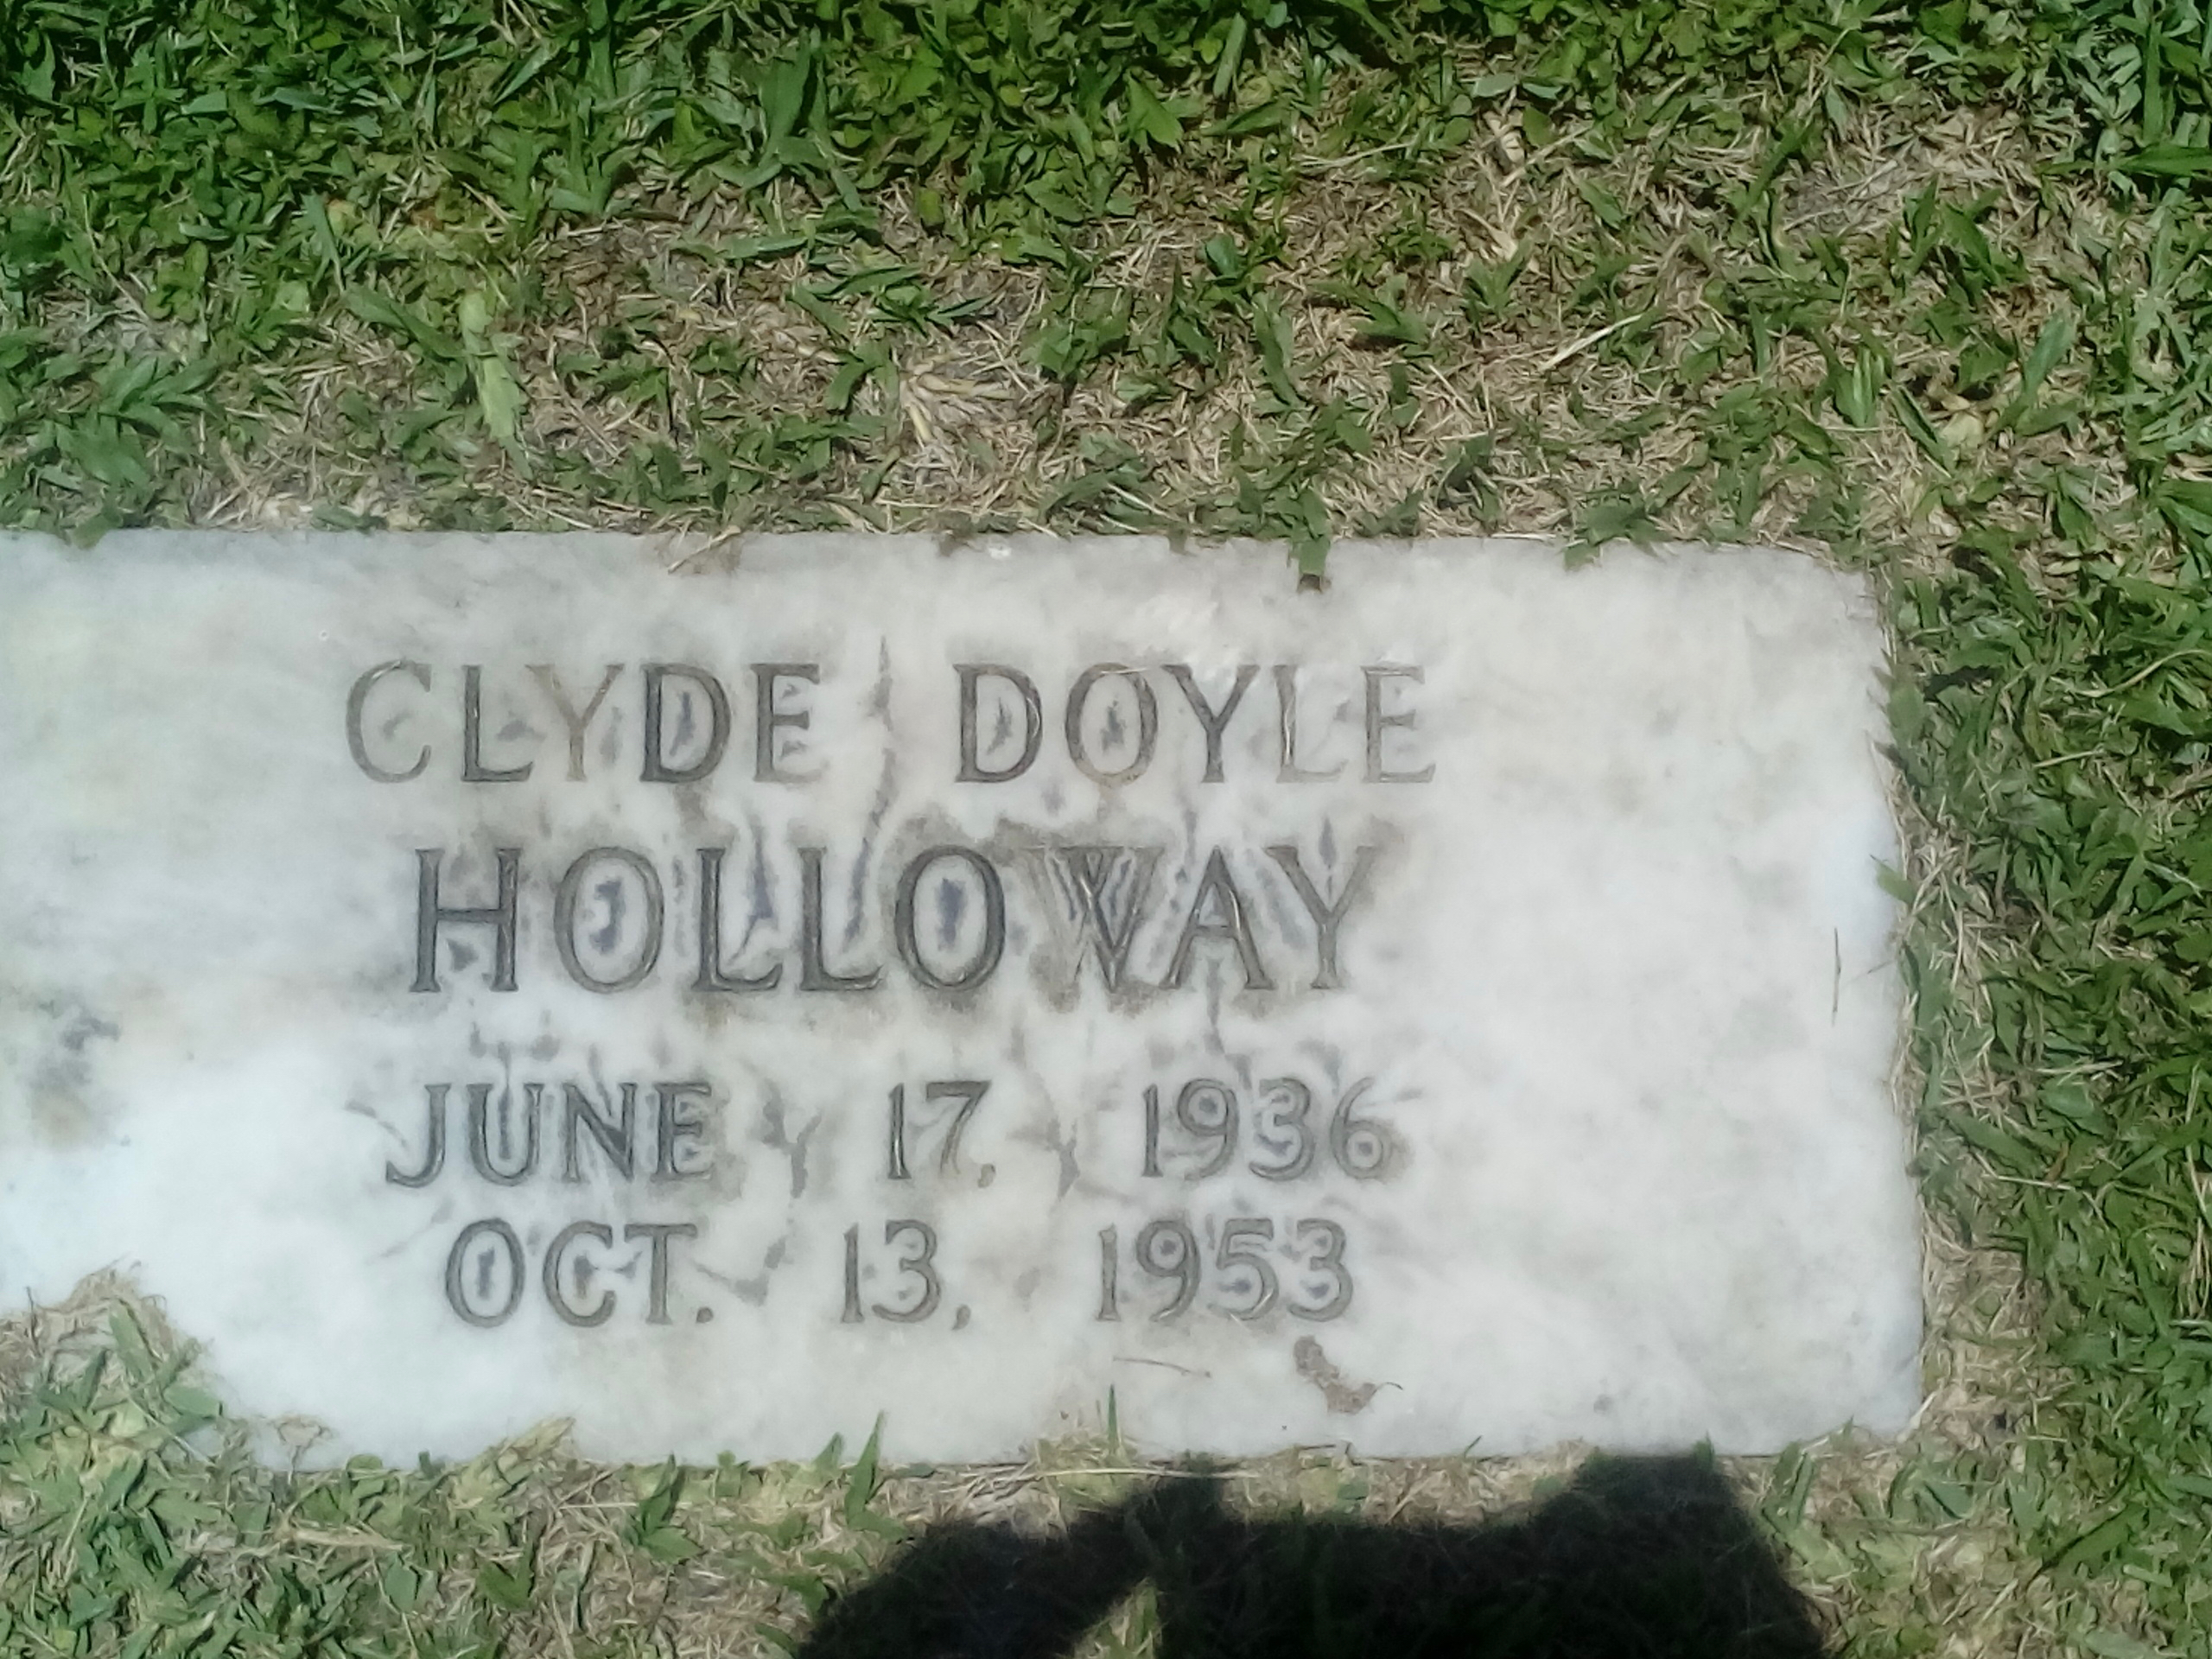 CLYDE DOYLE
HOLLOWAY
JUNE 17, 1936
OCT. 13, 1953